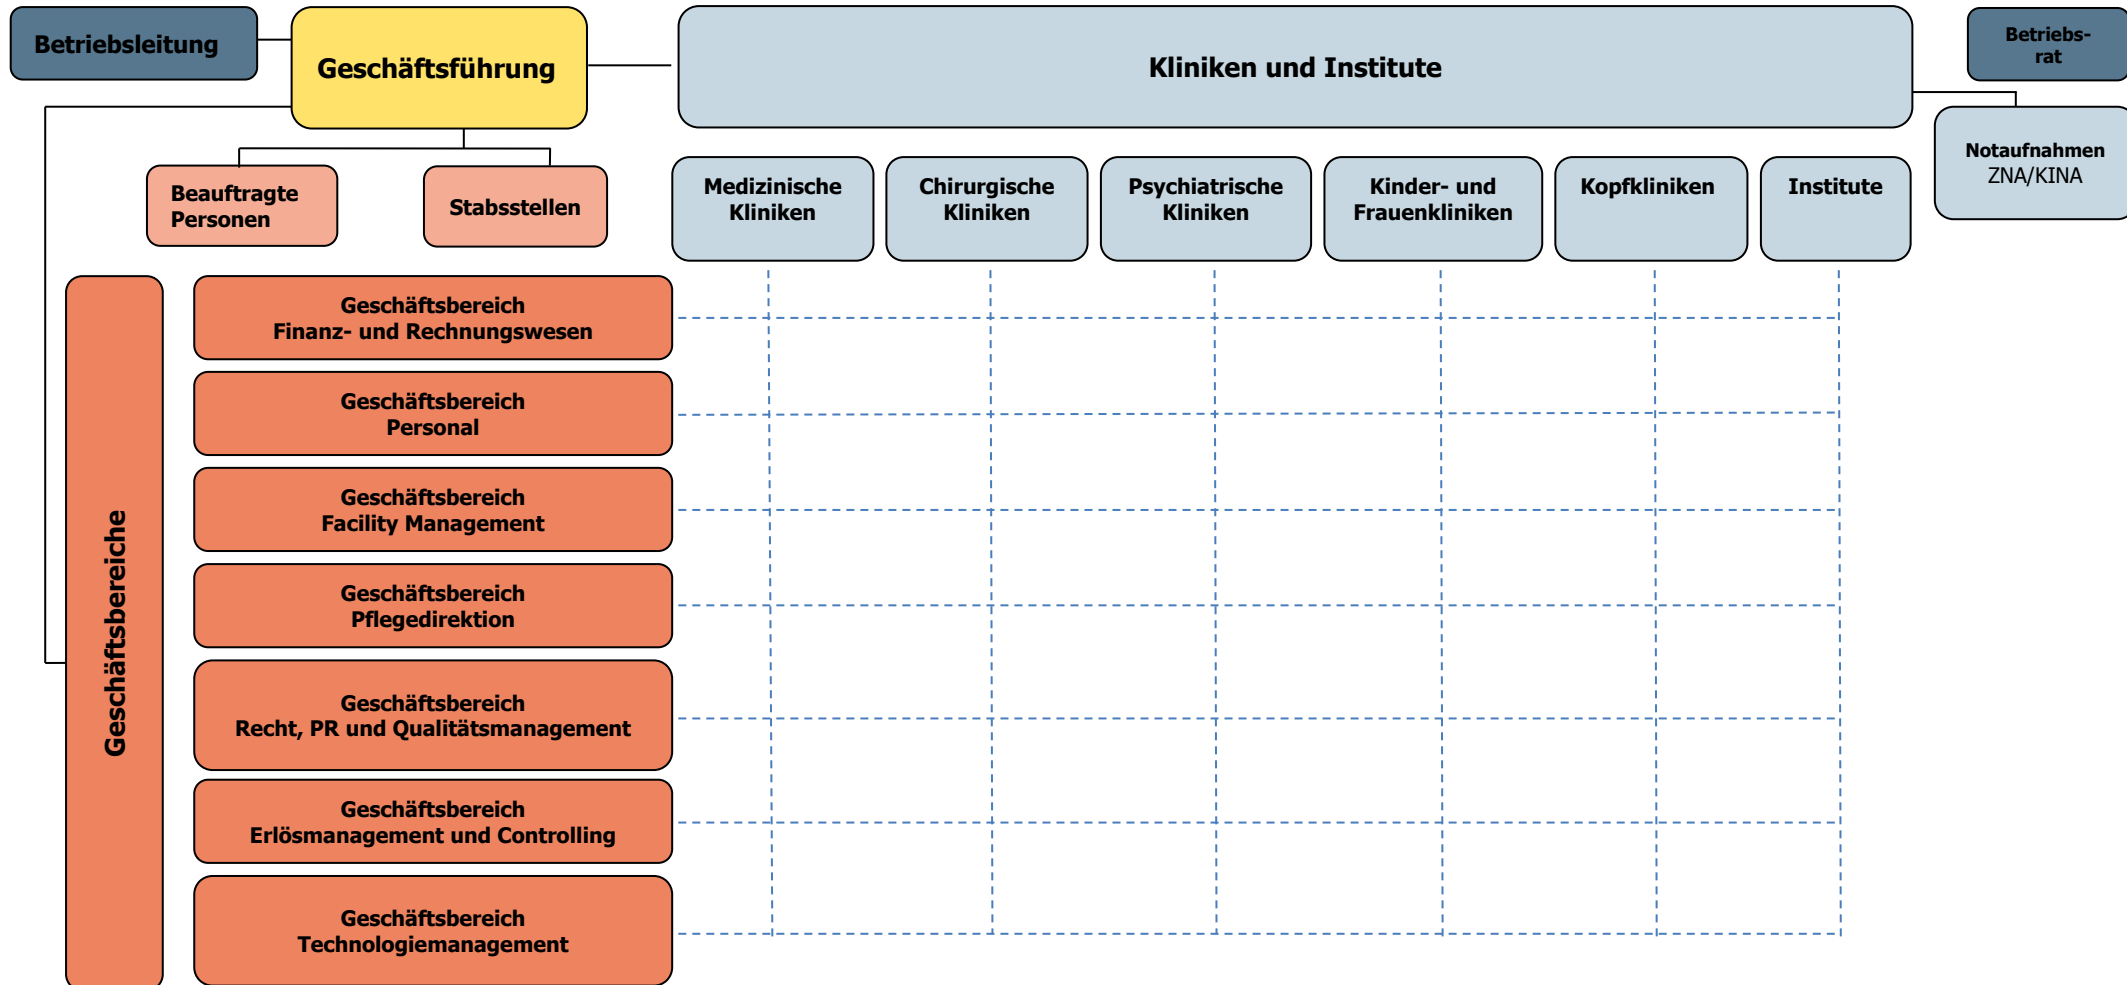 Betriebsleitung
Geschäftsführung
Kliniken und Institute
Betriebs-
rat
Notaufnahmen
ZNA/KINA
Beauftragte
Personen
Stabsstellen
Medizinische
Kliniken
Chirurgische
Kliniken
Psychiatrische
Kliniken
Kinder- und
Frauenkliniken
Kopfkliniken
Institute
Geschäftsbereiche
Geschäftsbereich
Finanz- und Rechnungswesen
Geschäftsbereich
Personal
Geschäftsbereich
Facility Management
Geschäftsbereich
Pflegedirektion
Geschäftsbereich
Recht, PR und Qualitätsmanagement
Geschäftsbereich
Erlösmanagement und Controlling
Geschäftsbereich
Technologiemanagement